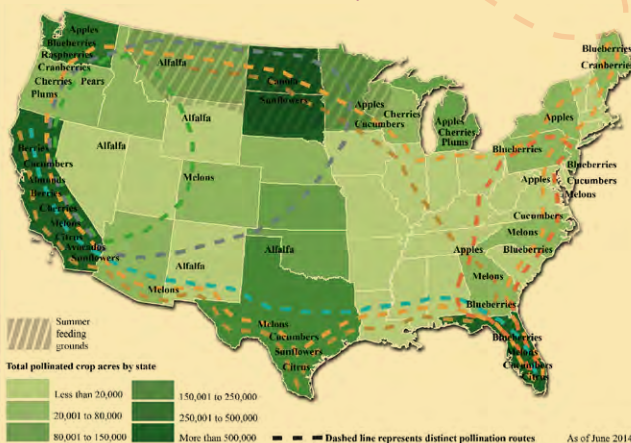 Apples
Blueberries
Raspberries
Cranberries
Cherries Pears
Plums
Alfalfa
Canola
Sunflowers
Apples
Cherries
Cucumbers
Apples
Cherries
Plums
Blueberries
Cranberries
Apples
Blueberries
Blueberries
Cucumbers
Melons
Apples
Cucumbers
Melons
Blueberries
Apples
Melons
Blueberries
Blueberries
Melons
Cucumbers
Citrus
Alfalfa
Alfalfa
Melons
Berries
Cucumbers
Almonds
Berries
Cherries
Melons
Citrus
Avocados
Sunflowers
Alfalfa
Melons
Alfalfa
Melons
Cucumbers
Sunflowers
Citrus
Summer
feeding
grounds
Total pollinated crop acres by state
Less than 20,000
20,001 to 80,000
80,001 to 150,000
150,001 to 250,000
250,001 to 500,000
More than 500,000
Dashed line represents distinct pollination routes
As of June 2014